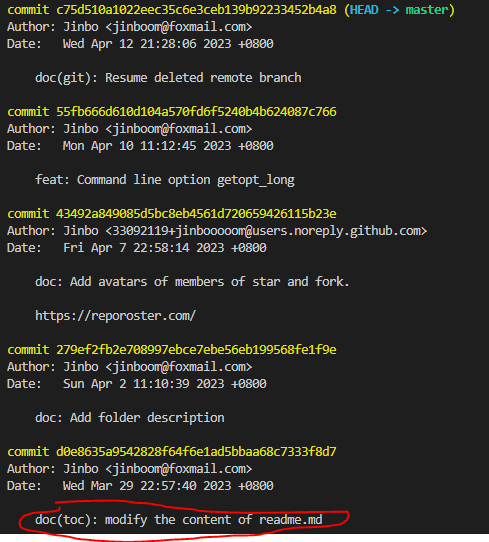 commit c75d510a1022eec35c6e3ceb139b92233452b4a8 (HEAD -> master)
Author: Jinbo <jinboom@foxmail.com>
Date:   Wed Apr 12 21:28:06 2023 +0800
doc(git): Resume deleted remote branch
commit 55fb666d610d104a570fd6f5240b4b624087c766
Author: Jinbo <jinboom@foxmail.com>
Date:   Mon Apr 10 11:12:45 2023 +0800
feat: Command line option getopt_long
commit 43492a849085d5bc8eb4561d720659426115b23e
Author: Jinbo <33092119+jinbooooom@users.noreply.github.com>
Date:   Fri Apr 7 22:58:14 2023 +0800
doc: Add avatars of members of star and fork.
https://reporoster.com/
commit 279ef2fb2e708997ebce7ebe56eb199568fe1f9e
Author: Jinbo <jinboom@foxmail.com>
Date:   Sun Apr 2 11:10:39 2023 +0800
doc: Add folder description
commit d0e8635a9542828f64f6e1ad5bbaa68c7333f8d7
Author: Jinbo <jinboom@foxmail.com>
Date:   Wed Mar 29 22:57:40 2023 +0800
doc(toc): modify the content of readme.md